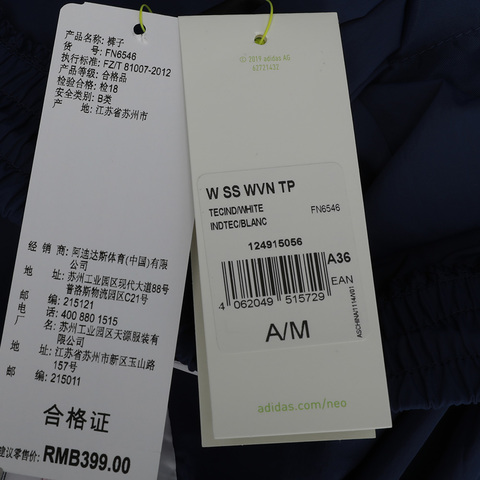 产品名称: 裤子
货 号: FN6546
执行标准: FZ/T 81007-2012
产品等级: 合格品
检验合格: 检18
安全类别: B类
产 地: 江苏省苏州市
经 销 商: 阿迪达斯体育(中国)有限公司
地 址: 苏州工业园区现代大道88号
普洛斯物流园区C21号
邮 编: 215121
电 话: 400 880 1515
厂 名: 苏州工业园区天源服装有限公司
地 址: 江苏省苏州市新区玉山路
157号
邮 编: 215011
合格证
建议零售价: RMB399.00
© 2019 adidas AG
62721432
W SS WVN TP
TECIND/WHITE FN6546
INDTEC/BLANC
124915056
A36
EAN
4 062049 515729
A/M
adidas.com/neo